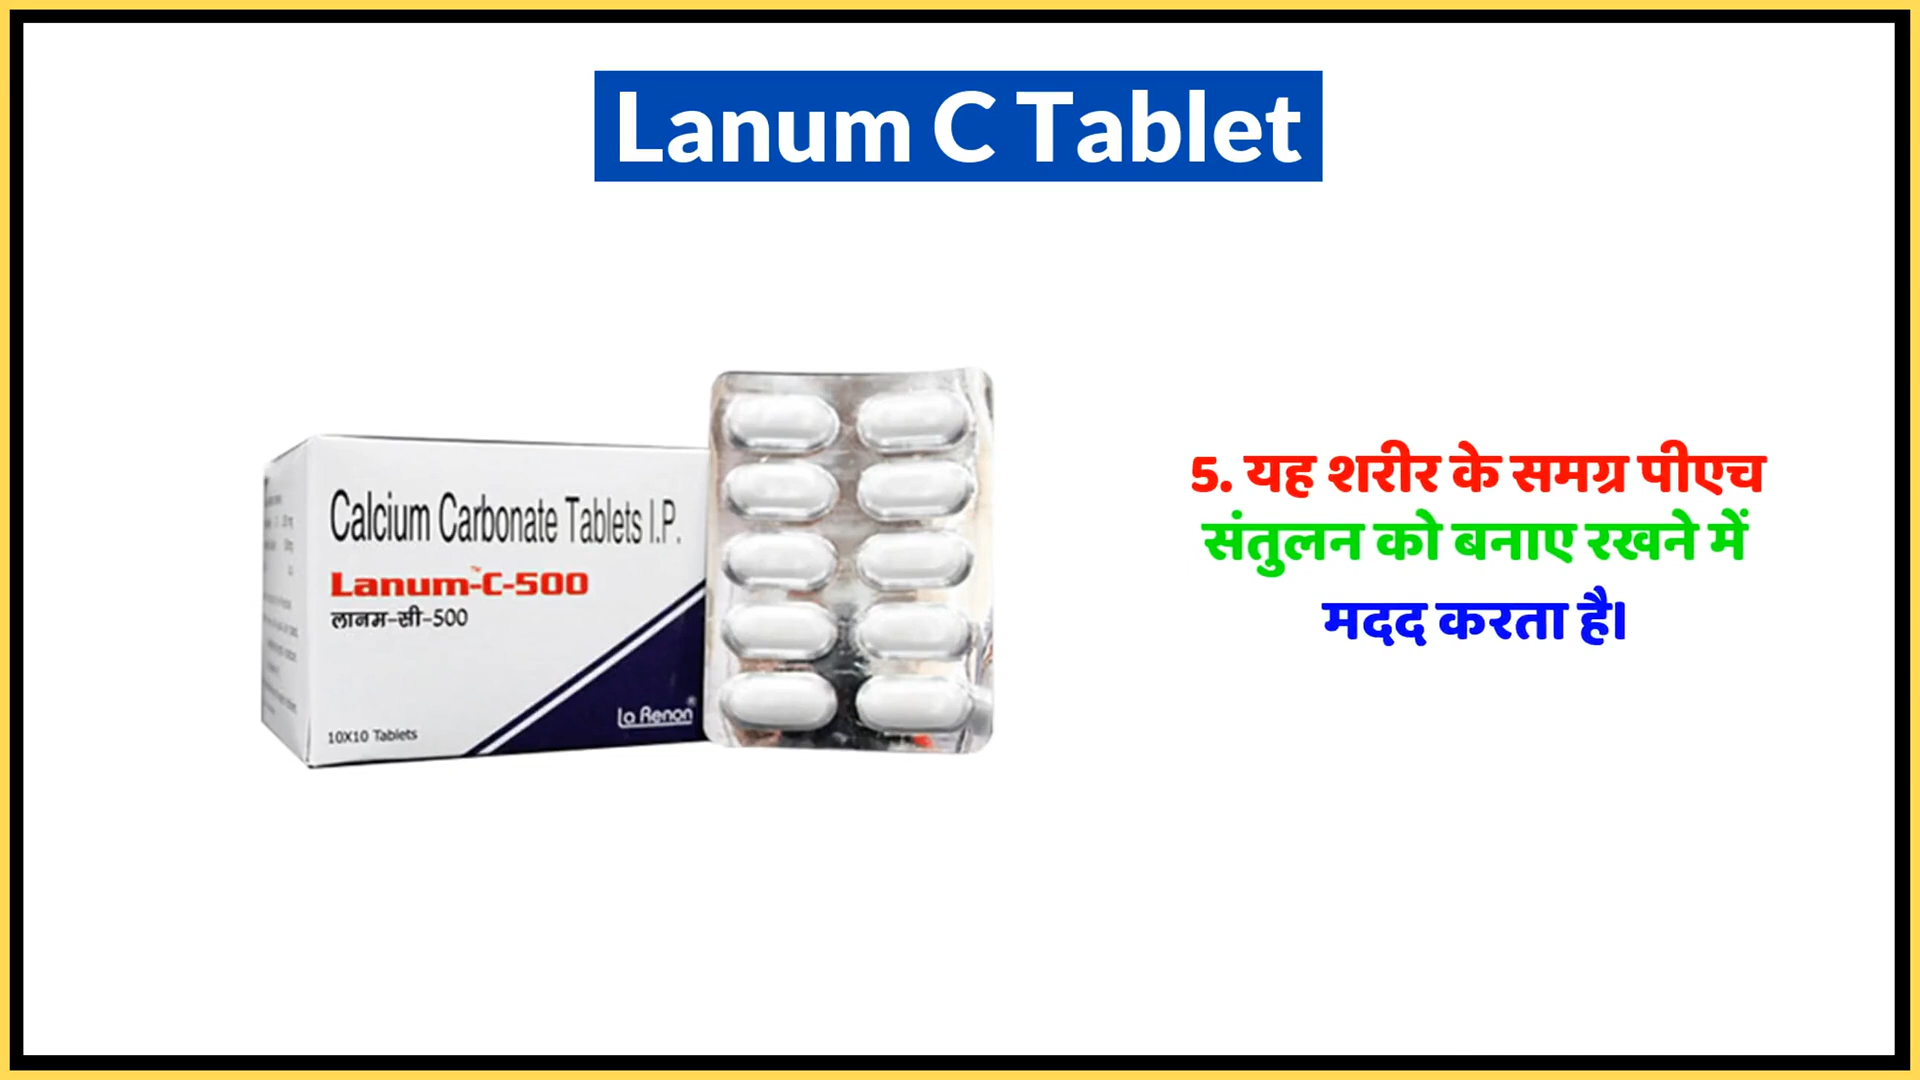 Lanum C Tablet
Calcium Carbonate Tablets I.P.
Lanum-C-500
™
लानम-सी-500
10X10 Tablets
La Renon®
5. यह शरीर के समग्र पीएच
संतुलन को बनाए रखने में
मदद करता है।